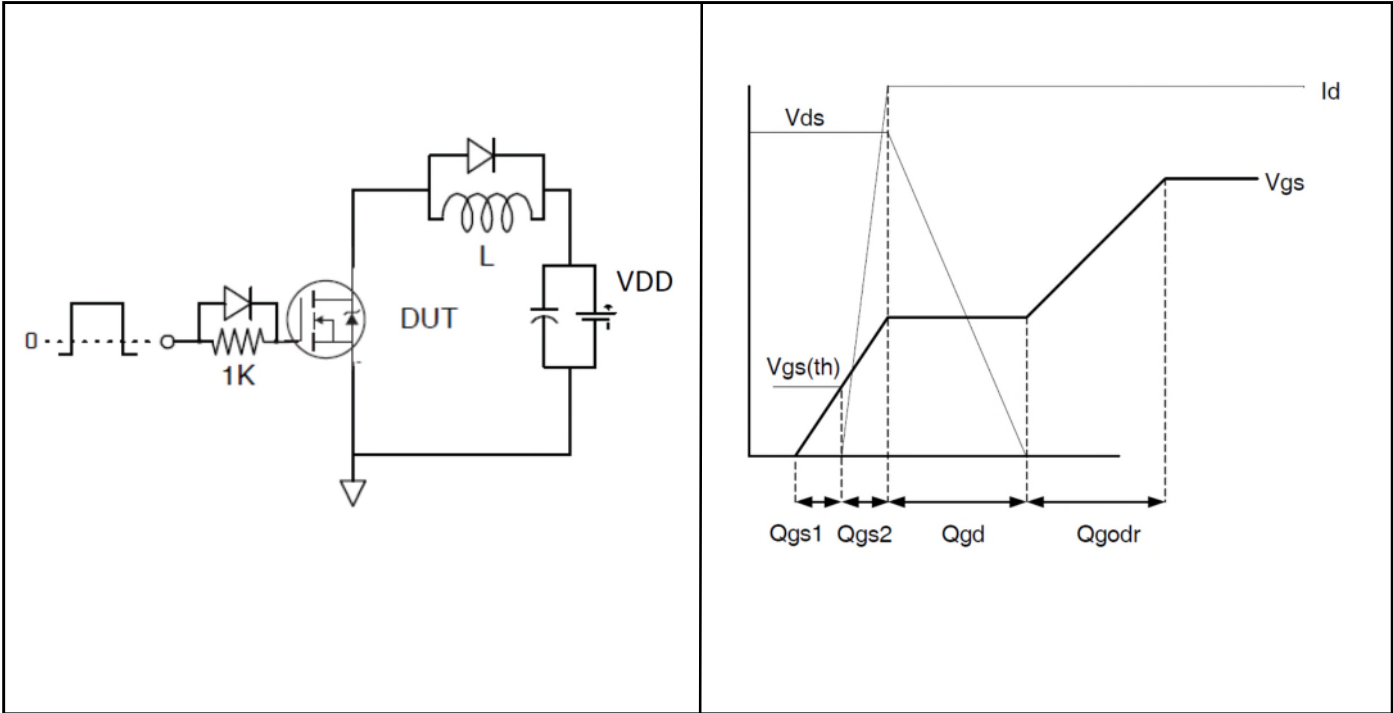 L
VDD
DUT
0
1K
Id
Vds
Vgs
Vgs(th)
Qgs1 Qgs2 Qgd Qgodr